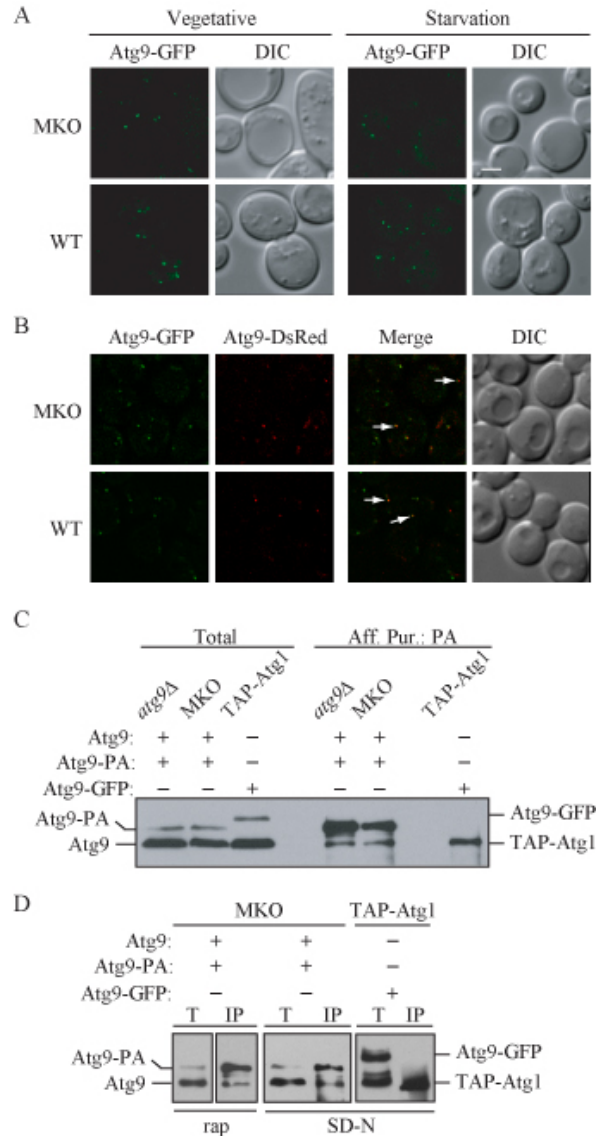 A
Vegetative Starvation
Atg9-GFP DIC Atg9-GFP DIC
MKO
WT
B
Atg9-GFP Atg9-DsRed Merge DIC
MKO
WT
C
Total Aff. Pur.: PA
atg9Δ MKO TAP-Atg1 atg9Δ MKO TAP-Atg1
Atg9: + + – + + –
Atg9-PA: + + – + + –
Atg9-GFP: – – + – – +
Atg9-PA Atg9-GFP
Atg9 TAP-Atg1
D
MKO TAP-Atg1
Atg9: + + –
Atg9-PA: + + –
Atg9-GFP: – – +
T IP T IP T IP
Atg9-PA Atg9-GFP
Atg9 TAP-Atg1
rap SD-N